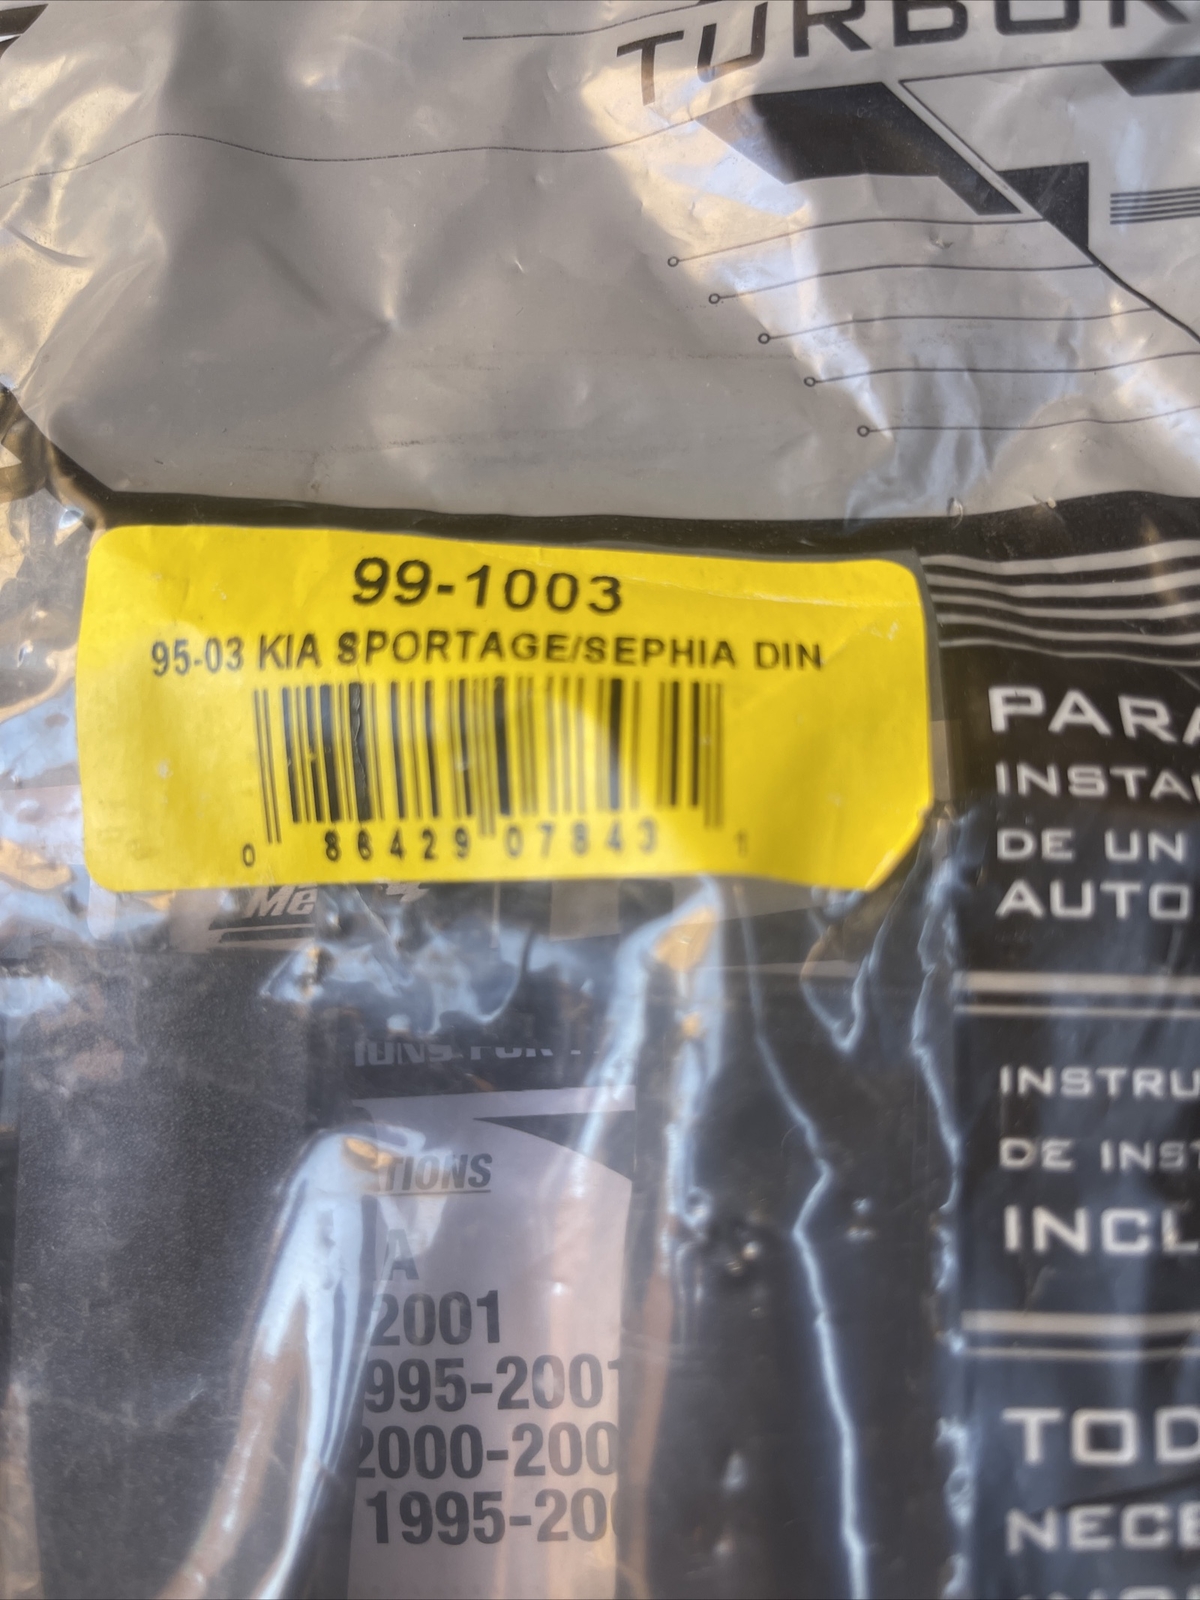 99-1003
95-03 KIA SPORTAGE/SEPHIA DIN
0 86429 07843 1
PARA
INSTA
DE UN
AUTO
INSTRU
DE INST
INCL
TIONS
A
2001
995-2001
2000-200
1995-20
TOD
NECE